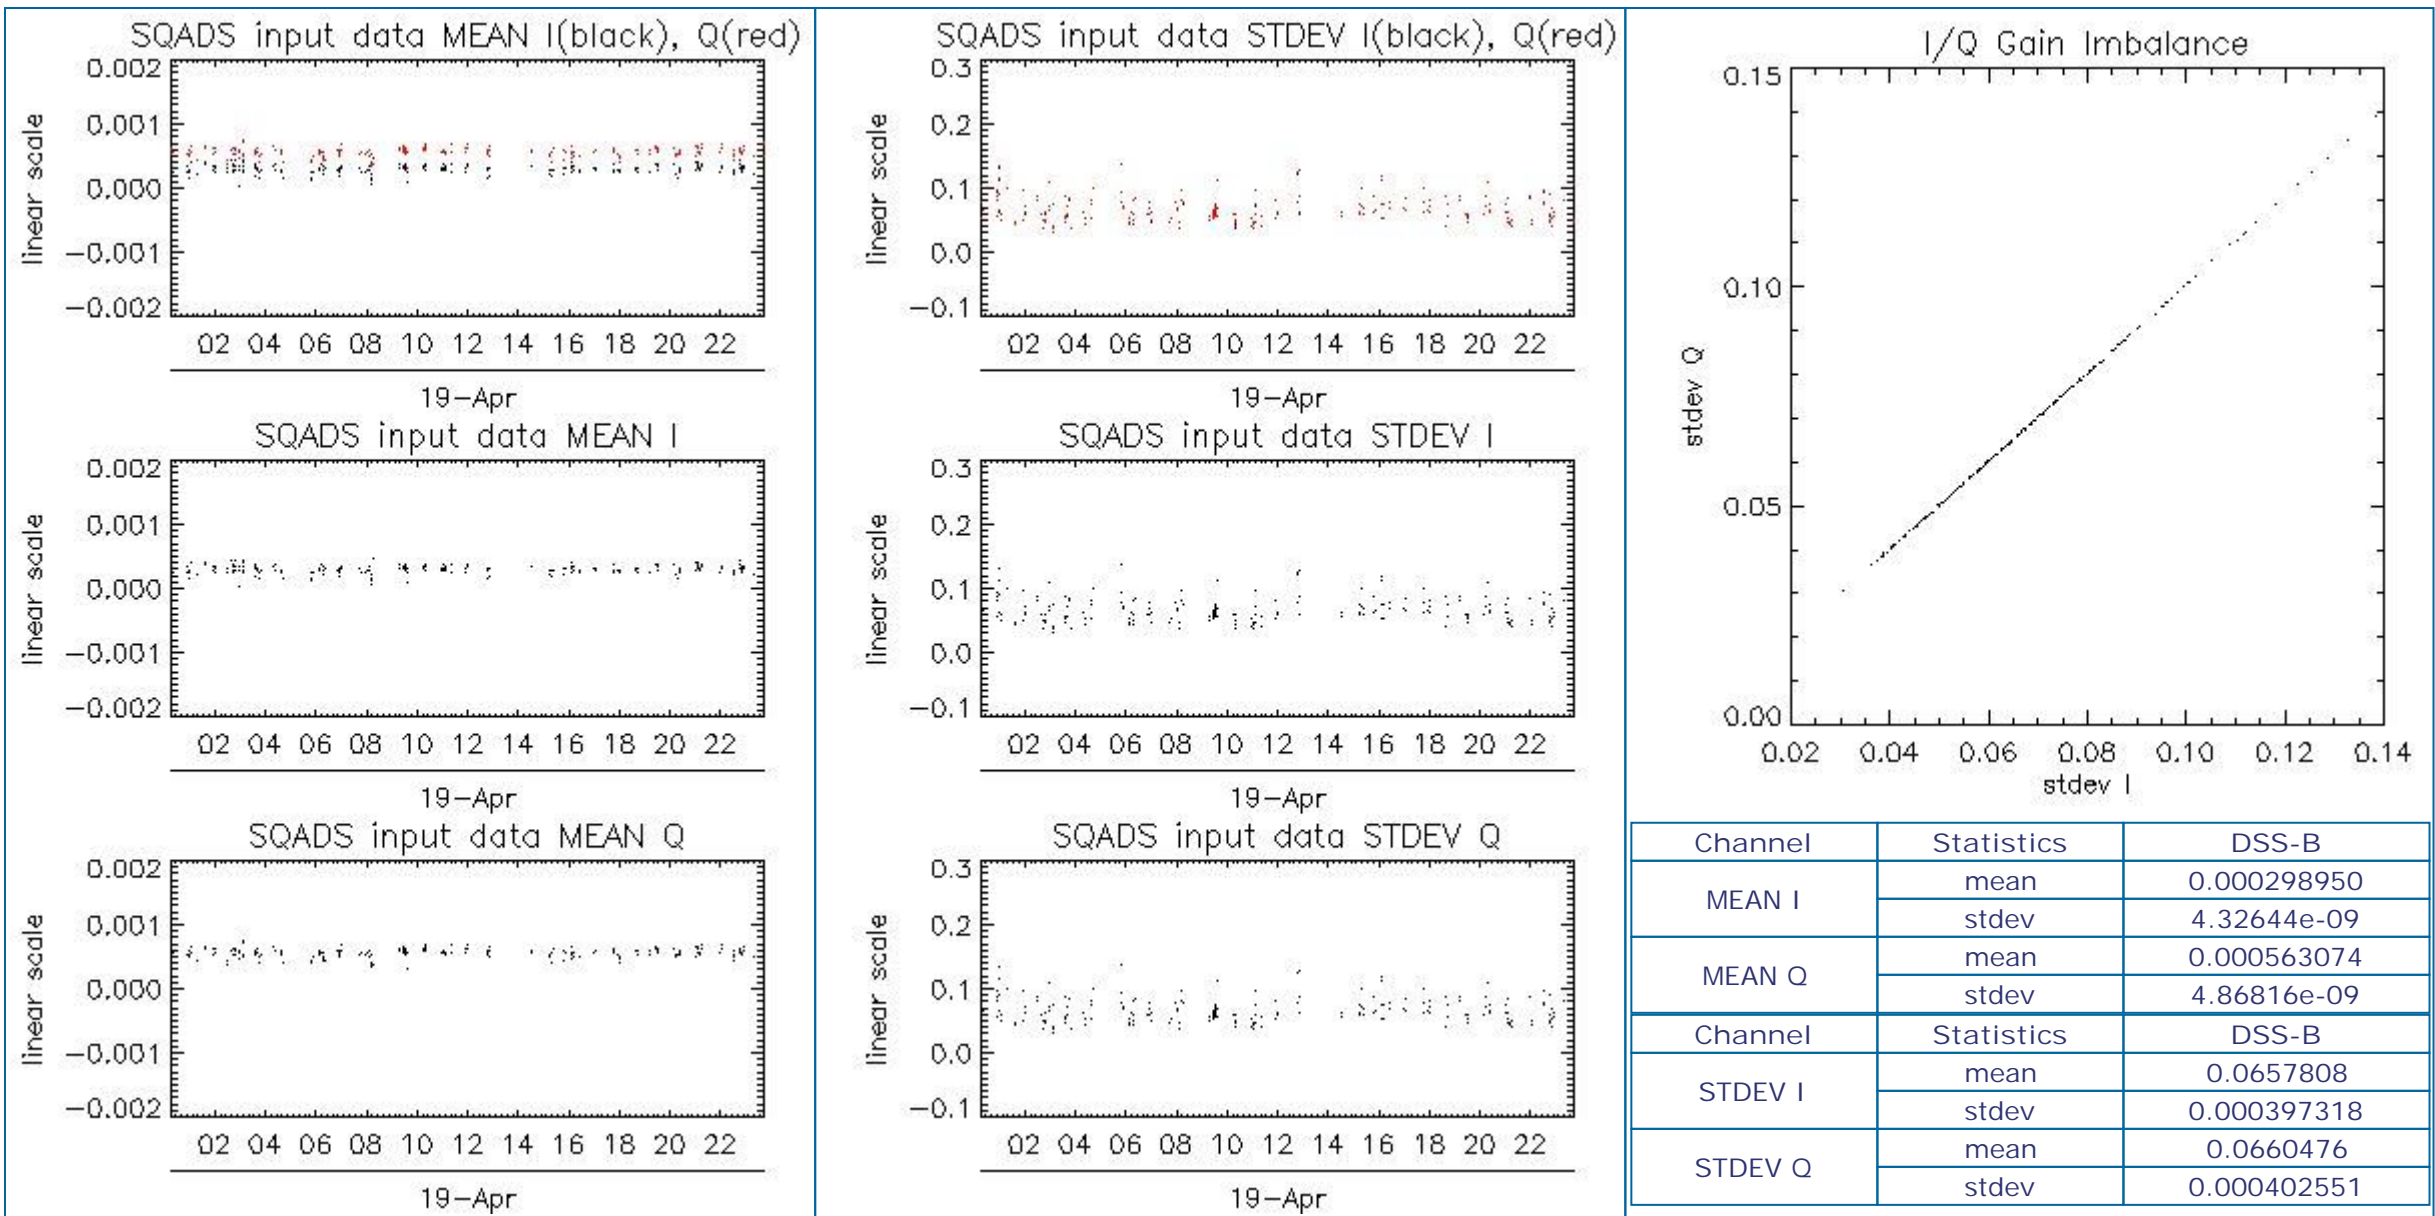 SQADS input data MEAN I(black), Q(red)
linear scale
0.002
0.001
0.000
-0.001
-0.002
02 04 06 08 10 12 14 16 18 20 22
19-Apr
SQADS input data MEAN I
linear scale
0.002
0.001
0.000
-0.001
-0.002
02 04 06 08 10 12 14 16 18 20 22
19-Apr
SQADS input data MEAN Q
linear scale
0.002
0.001
0.000
-0.001
-0.002
02 04 06 08 10 12 14 16 18 20 22
19-Apr
SQADS input data STDEV I(black), Q(red)
linear scale
0.3
0.2
0.1
0.0
-0.1
02 04 06 08 10 12 14 16 18 20 22
19-Apr
SQADS input data STDEV I
linear scale
0.3
0.2
0.1
0.0
-0.1
02 04 06 08 10 12 14 16 18 20 22
19-Apr
SQADS input data STDEV Q
linear scale
0.3
0.2
0.1
0.0
-0.1
02 04 06 08 10 12 14 16 18 20 22
19-Apr
I/Q Gain Imbalance
stdev Q
0.15
0.10
0.05
0.00
0.02 0.04 0.06 0.08 0.10 0.12 0.14
stdev I
Channel Statistics DSS-B
MEAN I mean 0.000298950
stdev 4.32644e-09
MEAN Q mean 0.000563074
stdev 4.86816e-09
Channel Statistics DSS-B
STDEV I mean 0.0657808
stdev 0.000397318
STDEV Q mean 0.0660476
stdev 0.000402551